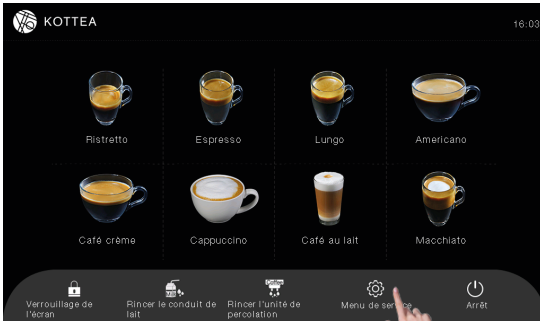 KOTTEA
16:03
Ristretto
Espresso
Lungo
Americano
Café crème
Cappuccino
Café au lait
Macchiato
Verrouillage de
l'écran
Rincer le conduit de
lait
Rincer l'unité de
percolation
Menu de service
Arrêt